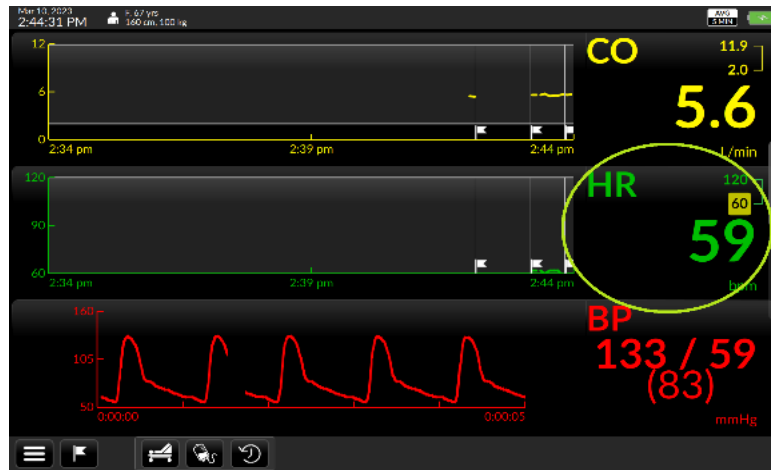 Mar 10, 2023
2:44:31 PM
F, 67 yrs
160 cm, 100 kg
AVG
5 MIN
12
6
0
2:34 pm
2:39 pm
2:44 pm
CO
11.9
2.0
5.6
L/min
120
90
60
2:34 pm
2:39 pm
2:44 pm
HR
120
60
59
bpm
160
105
50
0:00:00
0:00:05
BP
133 / 59
(83)
mmHg